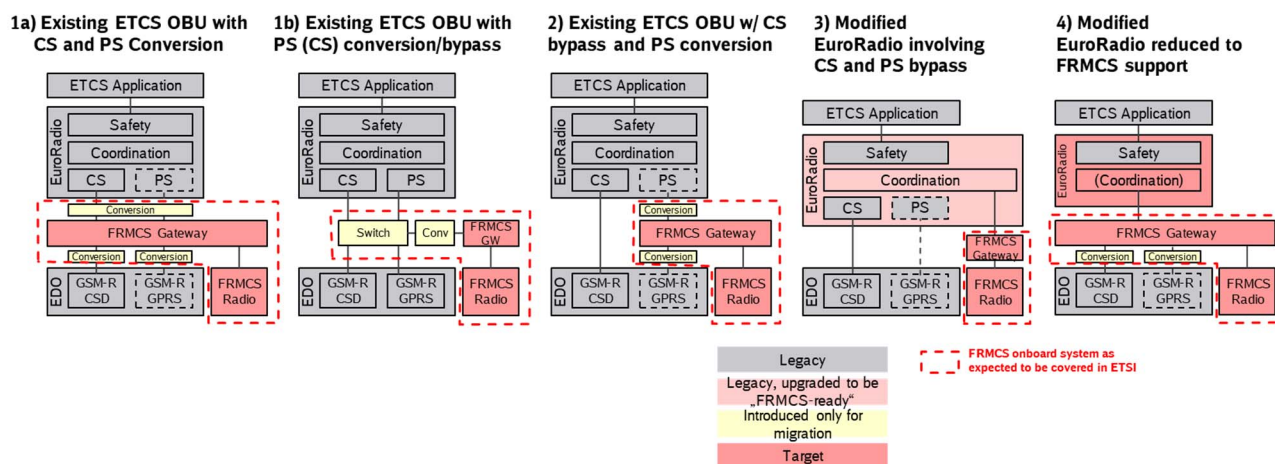 1a) Existing ETCS OBU with
CS and PS Conversion
ETCS Application
EuroRadio
Safety
Coordination
CS
PS
Conversion
FRMCS Gateway
Conversion
Conversion
EDO
GSM-R
CSD
GSM-R
GPRS
FRMCS
Radio
1b) Existing ETCS OBU with
PS (CS) conversion/bypass
ETCS Application
EuroRadio
Safety
Coordination
CS
PS
Switch
Conv
FRMCS
GW
EDO
GSM-R
CSD
GSM-R
GPRS
FRMCS
Radio
2) Existing ETCS OBU w/ CS
bypass and PS conversion
ETCS Application
EuroRadio
Safety
Coordination
CS
PS
Conversion
FRMCS Gateway
Conversion
EDO
GSM-R
CSD
GSM-R
GPRS
FRMCS
Radio
3) Modified
EuroRadio involving
CS and PS bypass
ETCS Application
EuroRadio
Safety
Coordination
CS
PS
FRMCS
Gateway
EDO
GSM-R
CSD
GSM-R
GPRS
FRMCS
Radio
4) Modified
EuroRadio reduced to
FRMCS support
ETCS Application
EuroRadio
Safety
(Coordination)
FRMCS Gateway
Conversion
Conversion
EDO
GSM-R
CSD
GSM-R
GPRS
FRMCS
Radio
Legacy
Legacy, upgraded to be
„FRMCS-ready“
Introduced only for
migration
Target
FRMCS onboard system as
expected to be covered in ETSI